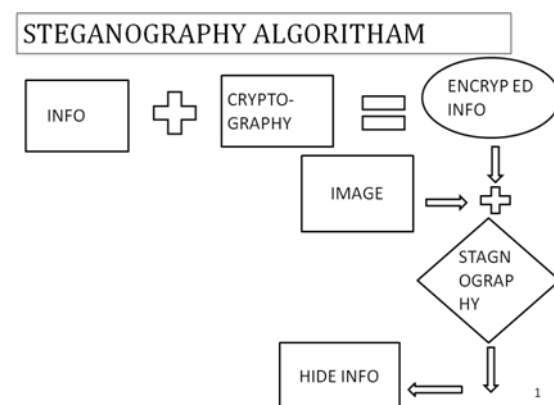 STEGANOGRAPHY ALGORITHAM
INFO
CRYPTO-
GRAPHY
ENCRYP ED
INFO
IMAGE
STAGN
OGRAP
HY
HIDE INFO
1